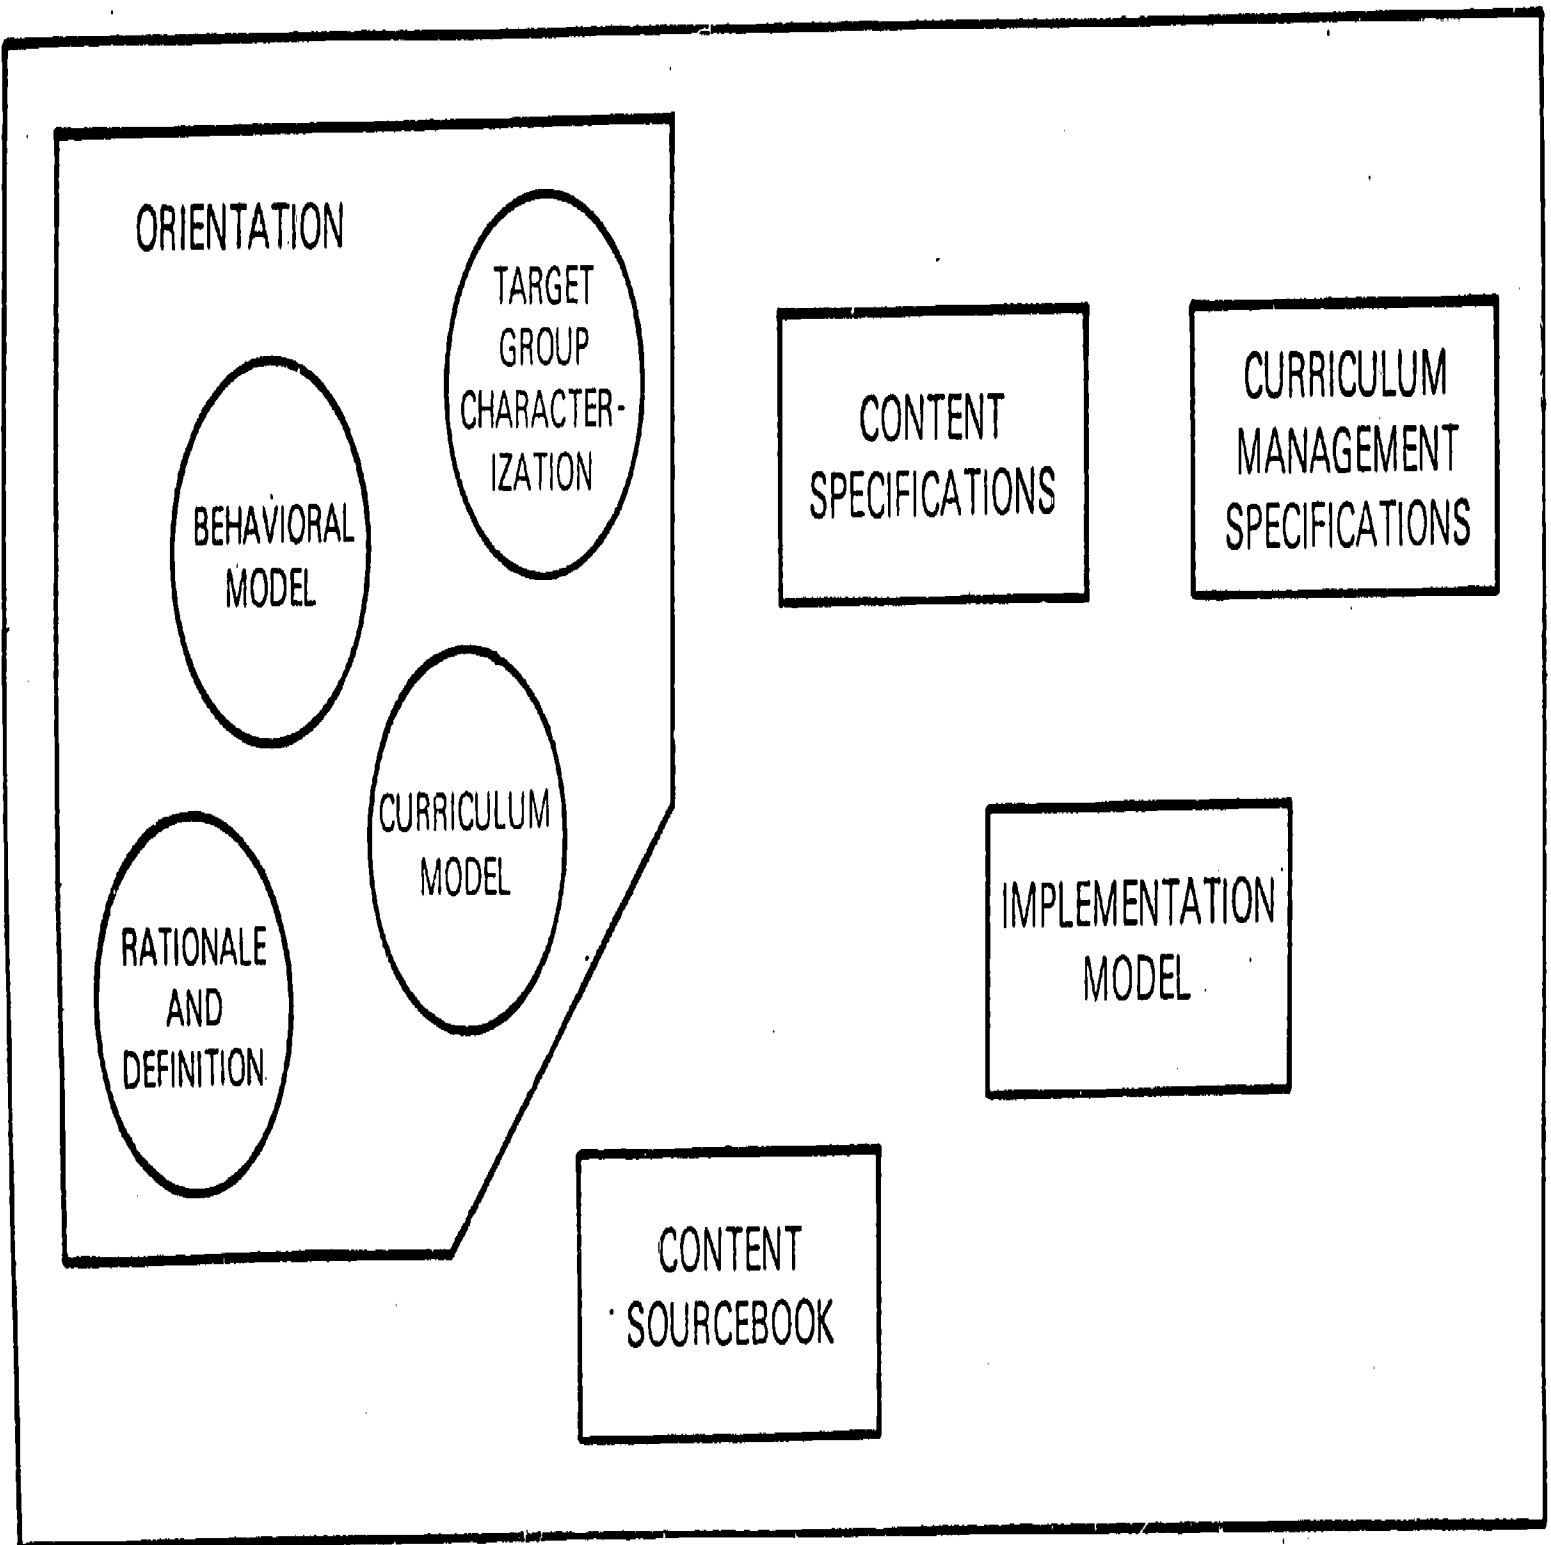 ORIENTATION
TARGET
GROUP
CHARACTER-
IZATION
BEHAVIORAL
MODEL
CURRICULUM
MODEL
RATIONALE
AND
DEFINITION
CONTENT
SPECIFICATIONS
CURRICULUM
MANAGEMENT
SPECIFICATIONS
IMPLEMENTATION
MODEL
CONTENT
SOURCEBOOK